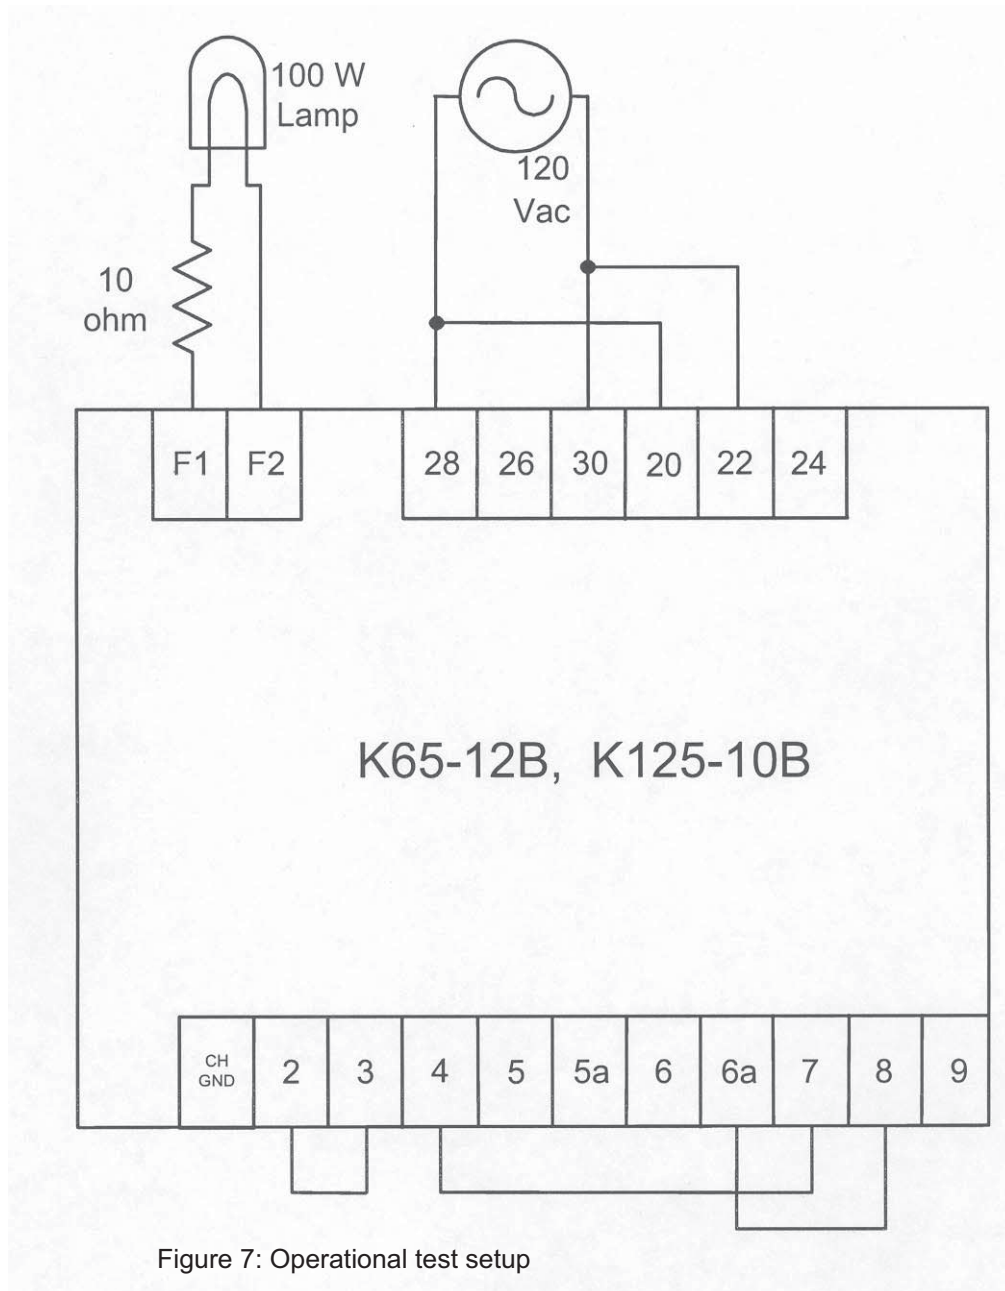 100 W
Lamp
120
Vac
10
ohm
F1 F2 28 26 30 20 22 24
K65-12B, K125-10B
CH
GND
2 3 4 5 5a 6 6a 7 8 9
Figure 7: Operational test setup